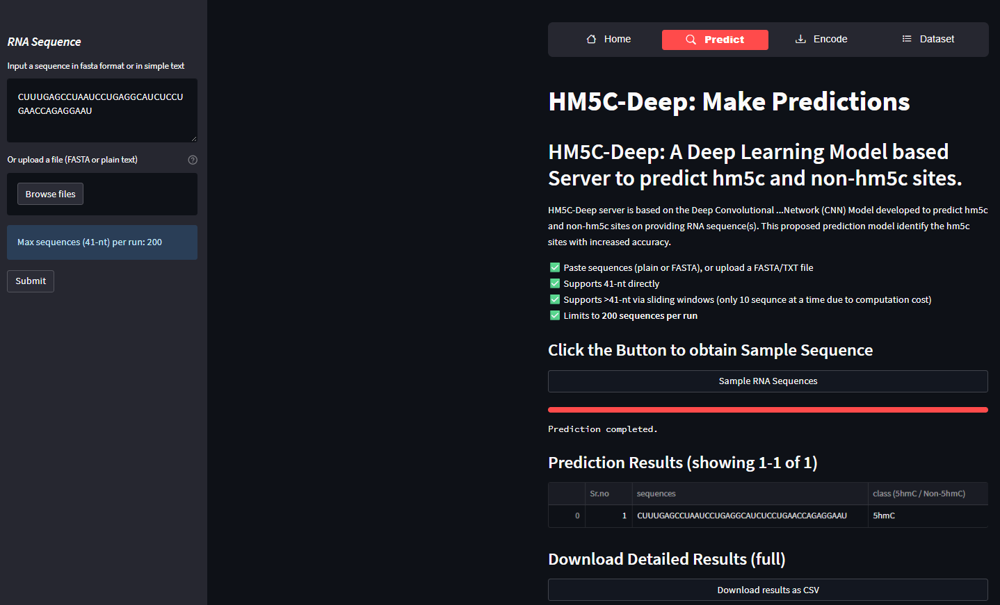 RNA Sequence
Input a sequence in fasta format or in simple text
CUUUGAGCCUAAUCCUGAGGCAUCUCCU
GAACCAGAGGAAU
Or upload a file (FASTA or plain text)
Browse files
Max sequences (41-nt) per run: 200
Submit
Home
Predict
Encode
Dataset
HM5C-Deep: Make Predictions
HM5C-Deep: A Deep Learning Model based
Server to predict hm5c and non-hm5c sites.
HM5C-Deep server is based on the Deep Convolutional ...Network (CNN) Model developed to predict hm5c
and non-hm5c sites on providing RNA sequence(s). This proposed prediction model identify the hm5c
sites with increased accuracy.
Paste sequences (plain or FASTA), or upload a FASTA/TXT file
Supports 41-nt directly
Supports >41-nt via sliding windows (only 10 sequnce at a time due to computation cost)
Limits to 200 sequences per run
Click the Button to obtain Sample Sequence
Sample RNA Sequences
Prediction completed.
Prediction Results (showing 1-1 of 1)
Sr.no sequences class (5hmC / Non-5hmC)
0 1 CUUUGAGCCUAAUCCUGAGGCAUCUCCUGAACCAGAGGAAU 5hmC
Download Detailed Results (full)
Download results as CSV